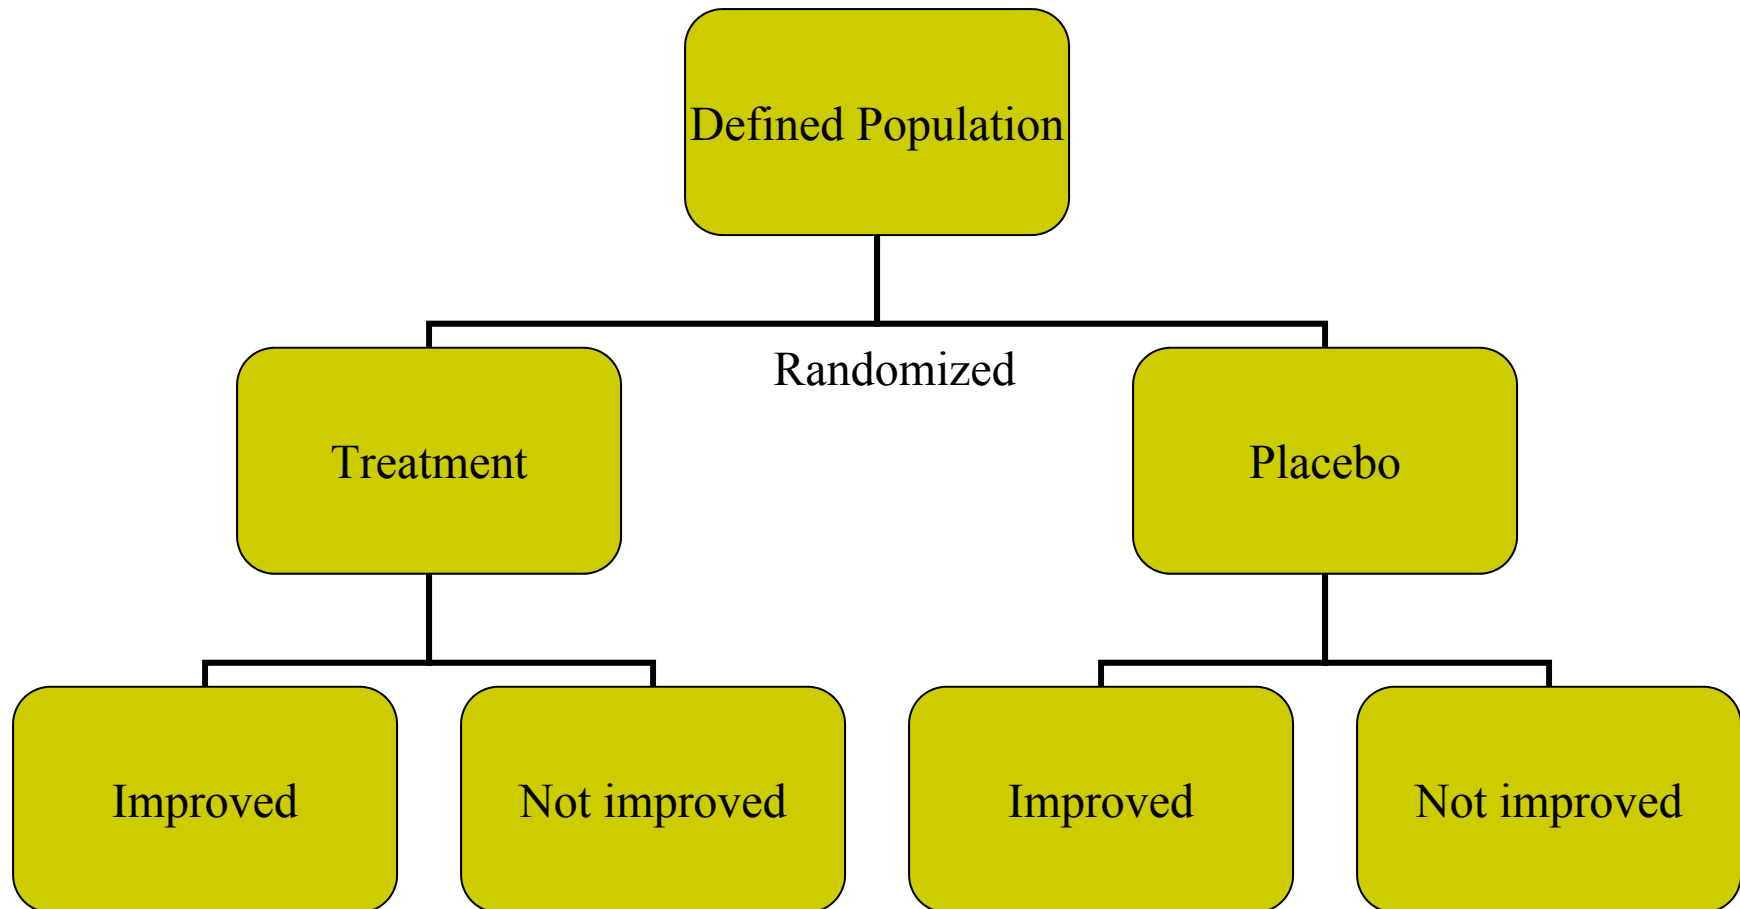 Defined Population
Randomized
Treatment
Placebo
Improved
Not improved
Improved
Not improved